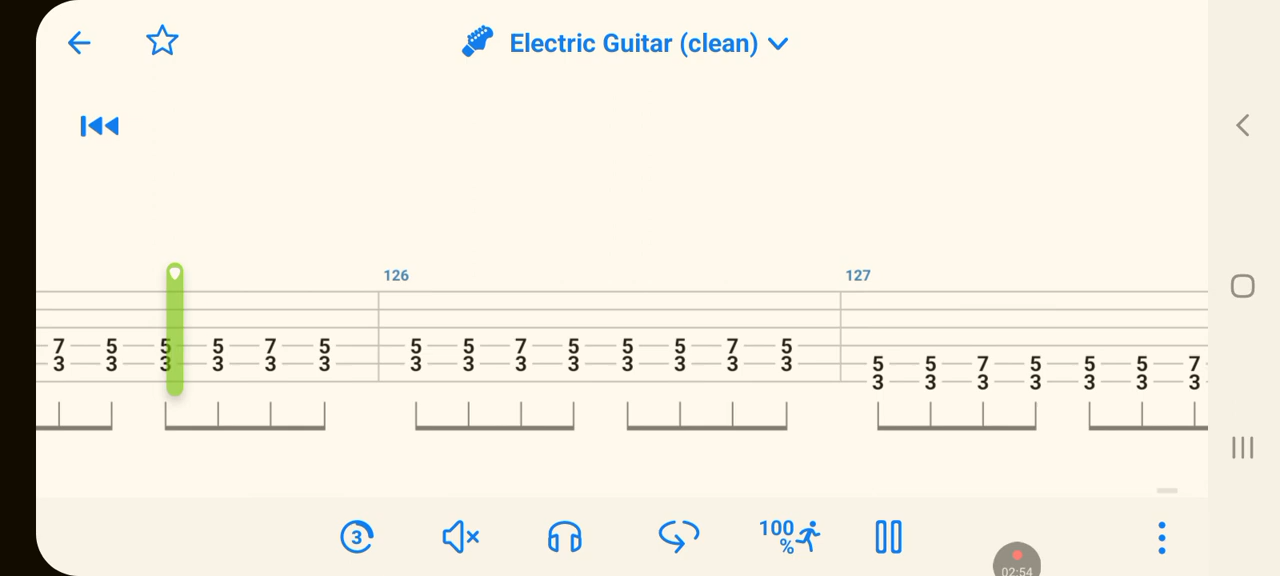 Electric Guitar (clean)
126
127
7 5 5 5 7 5 5 5 7 5 5 5 7 5
3 3 3 3 3 3 3 3 3 3 3 3 3 3
5 5 7 5 5 5 7
3 3 3 3 3 3 3
3
100
%
02:54